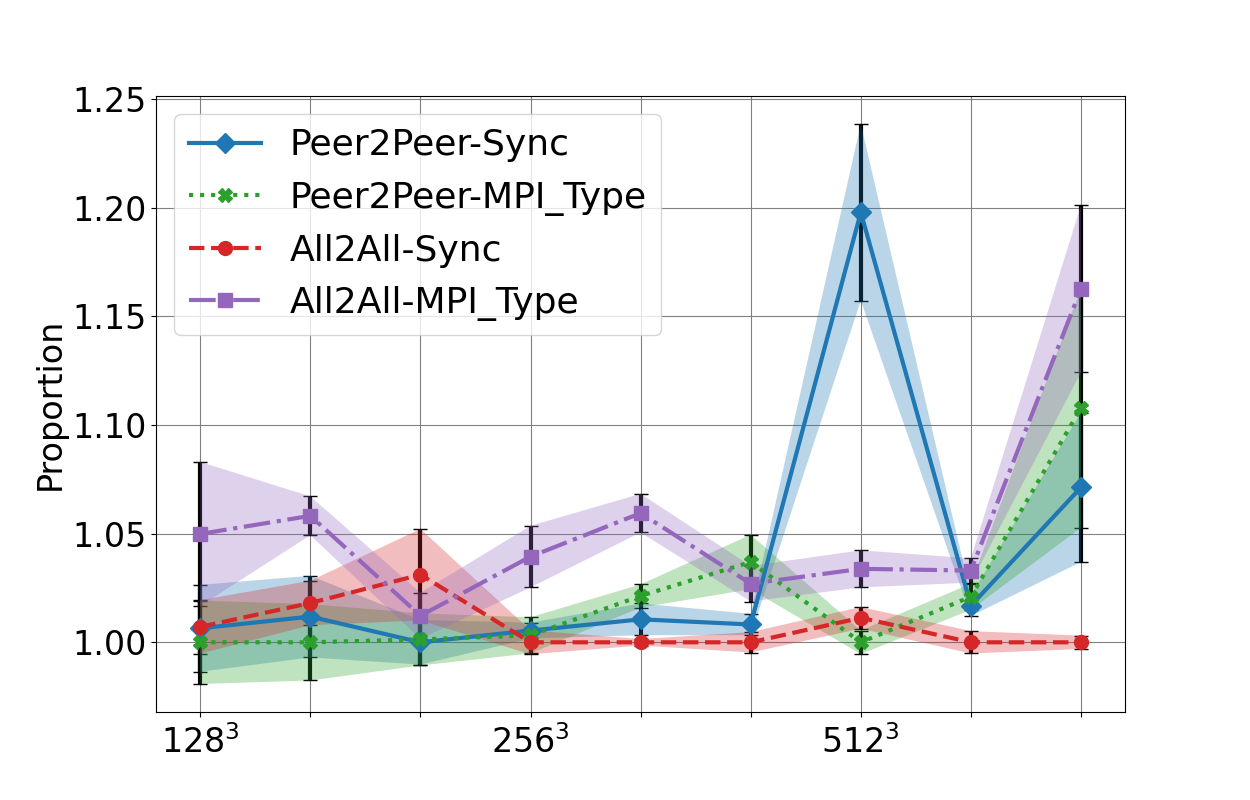 1.25
1.20
1.15
1.10
1.05
1.00
Proportion
Peer2Peer-Sync
Peer2Peer-MPI_Type
All2All-Sync
All2All-MPI_Type
128³ 256³ 512³